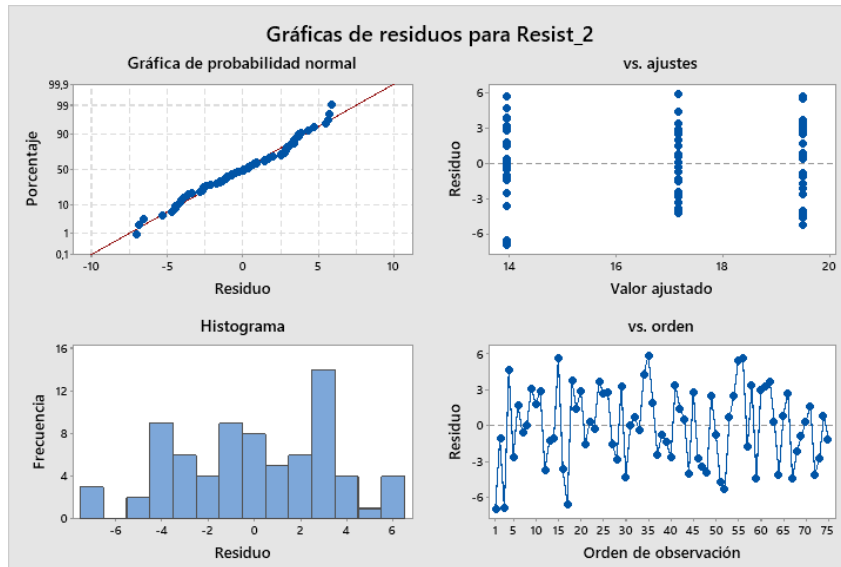 Gráficas de residuos para Resist_2
Gráfica de probabilidad normal
99,9
99
90
50
10
1
0,1
Porcentaje
-10 -5 0 5 10
Residuo
vs. ajustes
6
3
0
-3
-6
Residuo
14 16 18 20
Valor ajustado
Histograma
16
12
8
4
0
Frecuencia
-6 -4 -2 0 2 4 6
Residuo
vs. orden
6
3
0
-3
-6
Residuo
1 5 10 15 20 25 30 35 40 45 50 55 60 65 70 75
Orden de observación